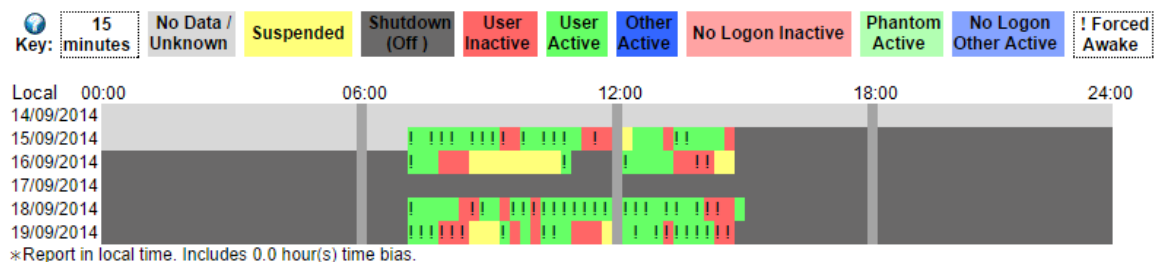 Key: 15 minutes No Data / Unknown Suspended Shutdown (Off ) User Inactive User Active Other Active No Logon Inactive Phantom Active No Logon Other Active ! Forced Awake
Local 00:00 06:00 12:00 18:00 24:00
14/09/2014
15/09/2014 ! !!! !!!! ! !!! ! !!
16/09/2014 ! ! ! !!
17/09/2014
18/09/2014 ! !! !!!!!!!!!! !!! !! !!!
19/09/2014 !!!!!! ! ! !! ! !!!!!!!!
*Report in local time. Includes 0.0 hour(s) time bias.